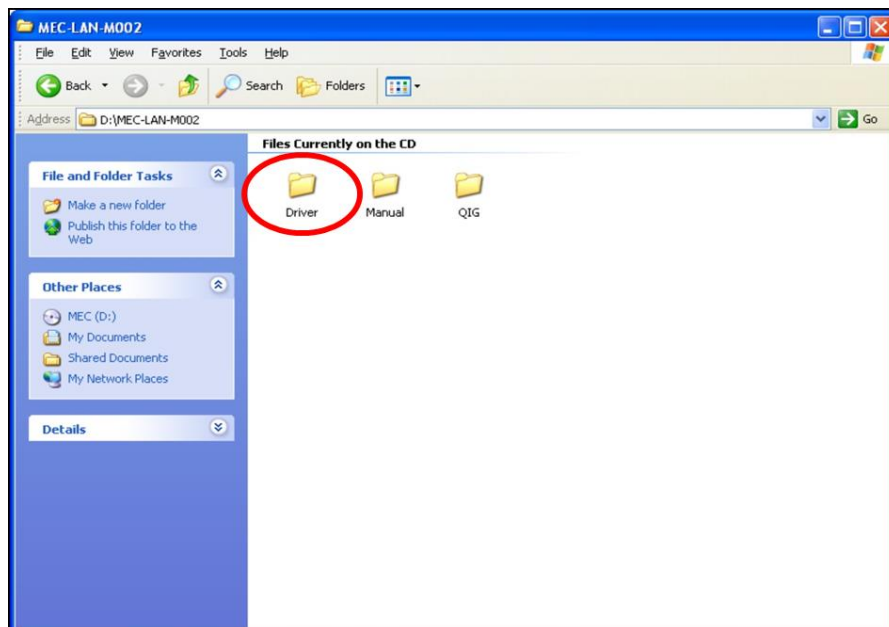 MEC-LAN-M002
File Edit View Favorites Tools Help
Back Search Folders
Address D:\MEC-LAN-M002 Go
Files Currently on the CD
File and Folder Tasks
Make a new folder
Publish this folder to the
Web
Driver Manual QIG
Other Places
MEC (D:)
My Documents
Shared Documents
My Network Places
Details